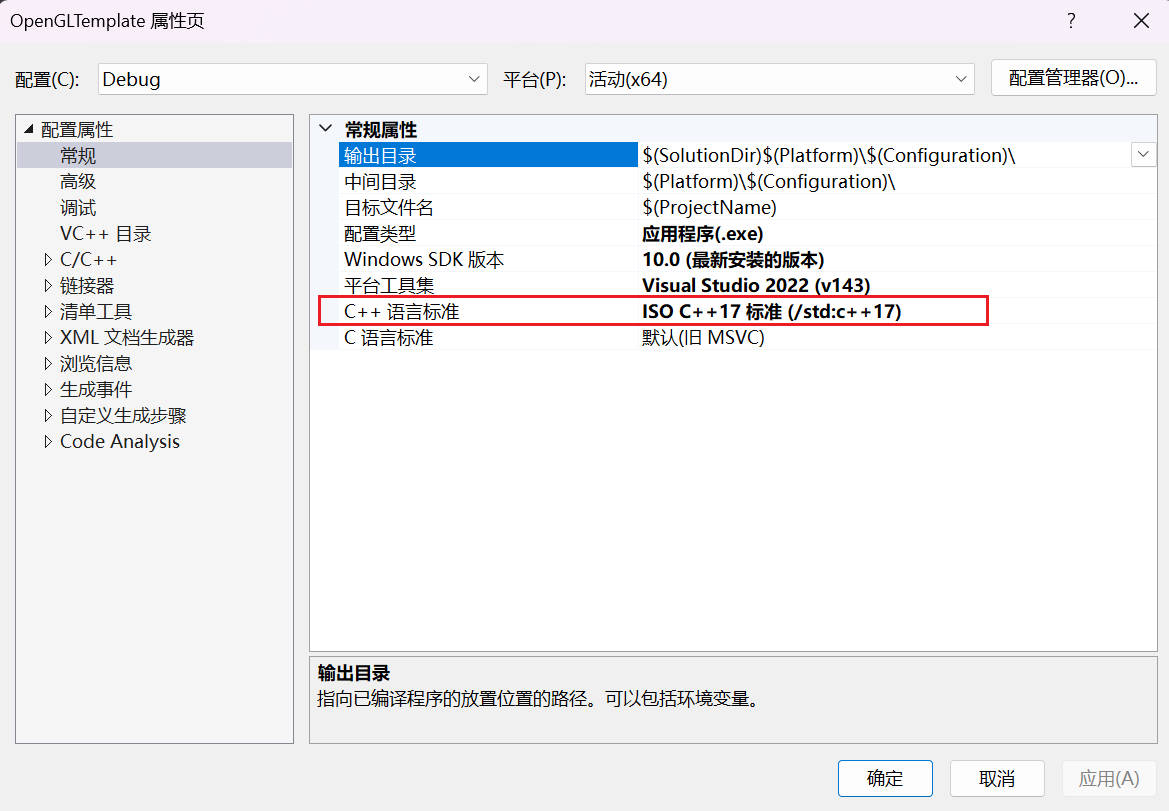 OpenGLTemplate 属性页
配置(C): Debug 平台(P): 活动(x64) 配置管理器(O)...
配置属性
常规
高级
调试
VC++ 目录
C/C++
链接器
清单工具
XML 文档生成器
浏览信息
生成事件
自定义生成步骤
Code Analysis
常规属性
输出目录 $(SolutionDir)$(Platform)\$(Configuration)\
中间目录 $(Platform)\$(Configuration)\
目标文件名 $(ProjectName)
配置类型 应用程序(.exe)
Windows SDK 版本 10.0 (最新安装的版本)
平台工具集 Visual Studio 2022 (v143)
C++ 语言标准 ISO C++17 标准 (/std:c++17)
C 语言标准 默认(旧 MSVC)
输出目录
指向已编译程序的放置位置的路径。可以包括环境变量。
确定 取消 应用(A)